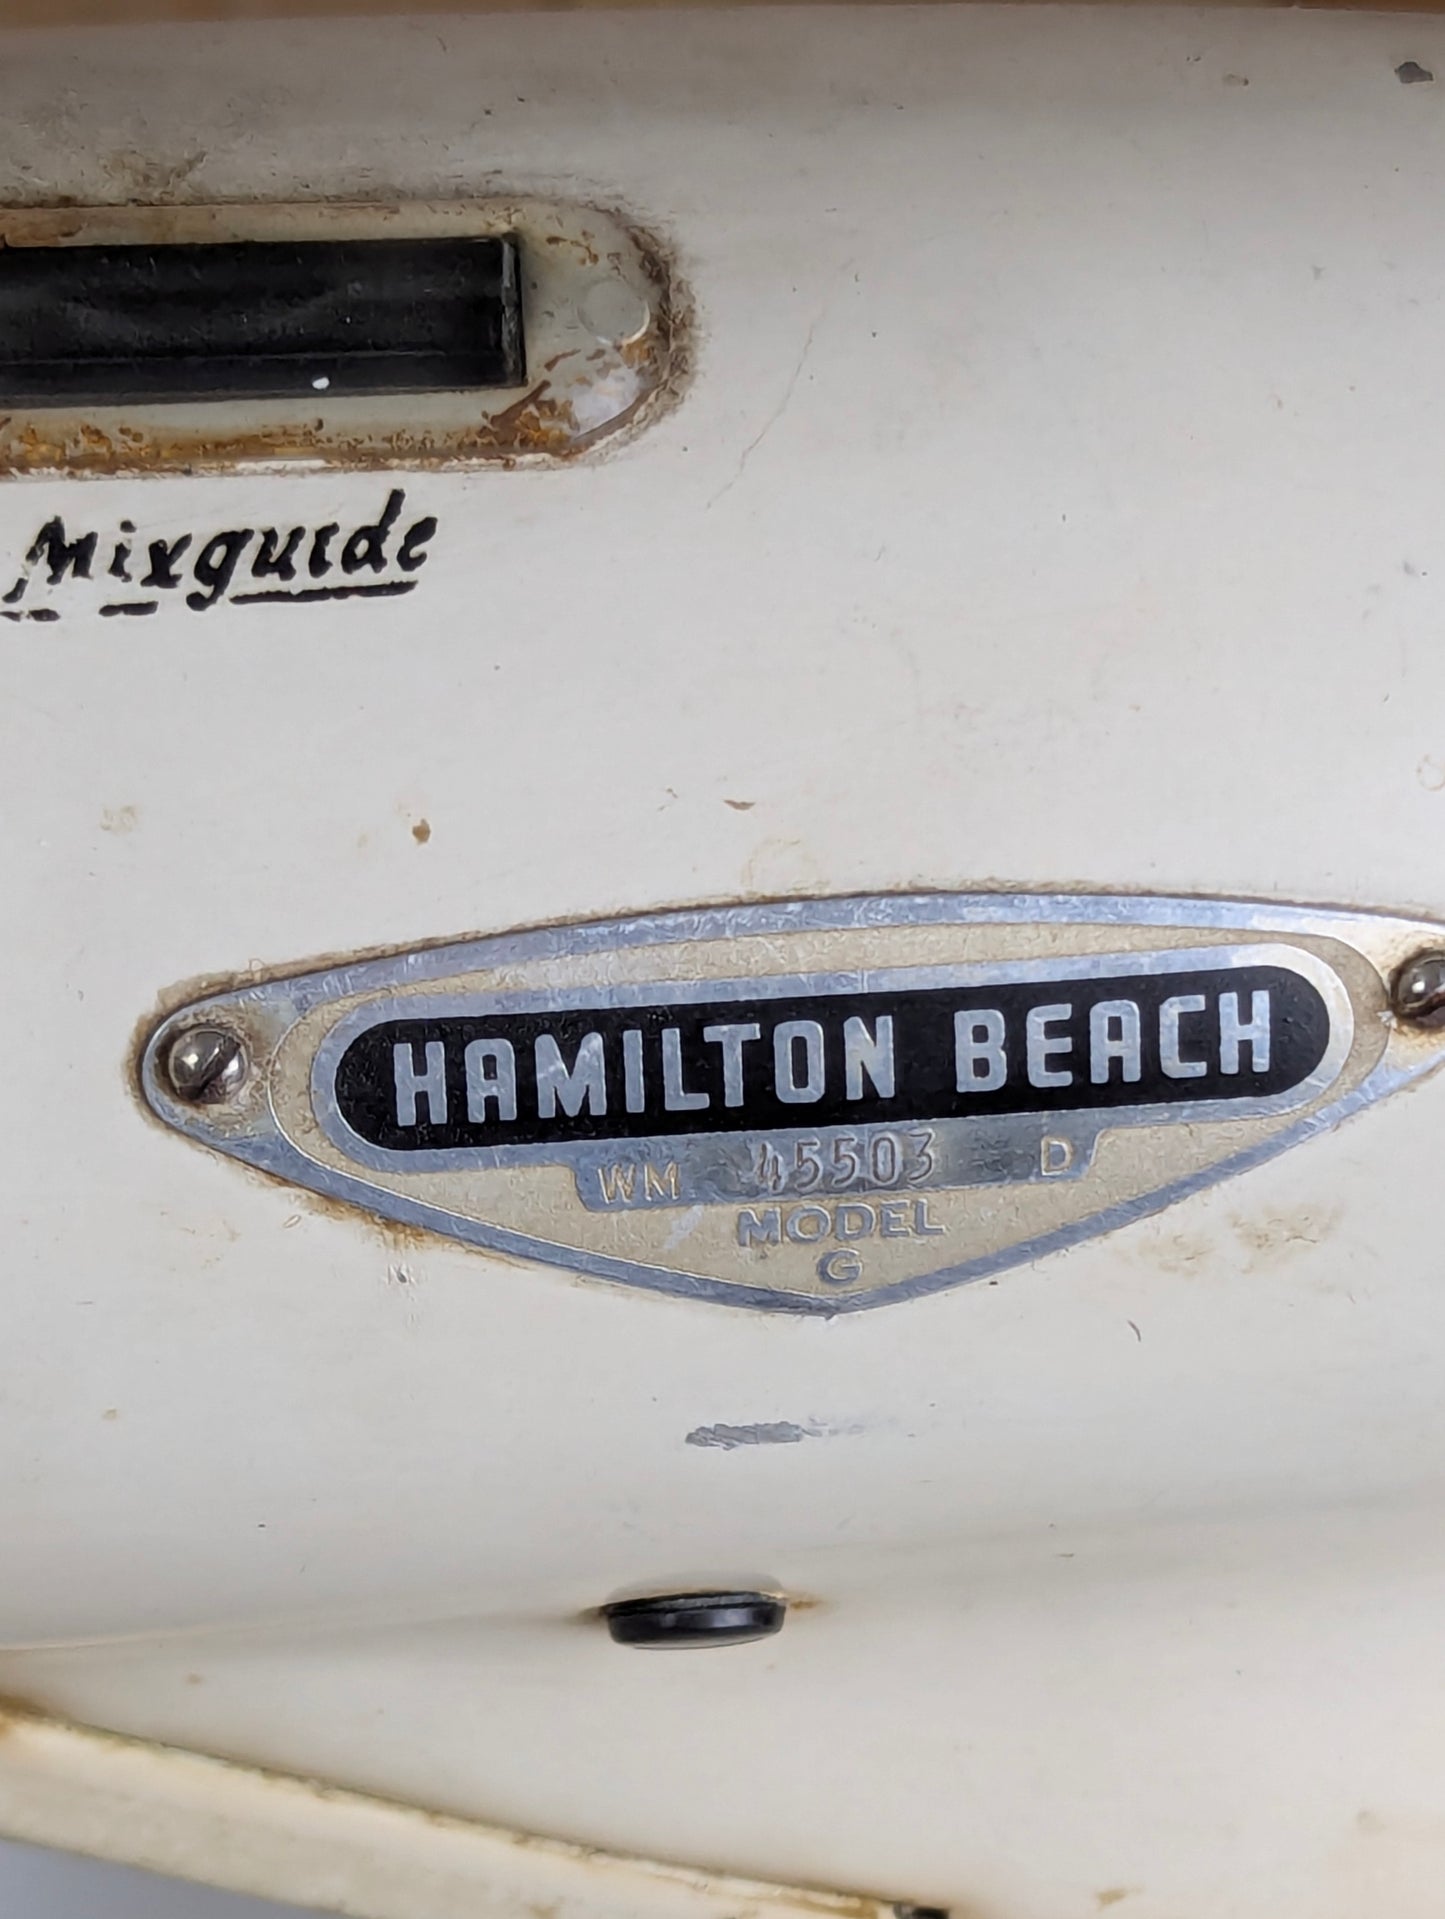 Mixguide
HAMILTON BEACH
WM 45503 D
MODEL
G